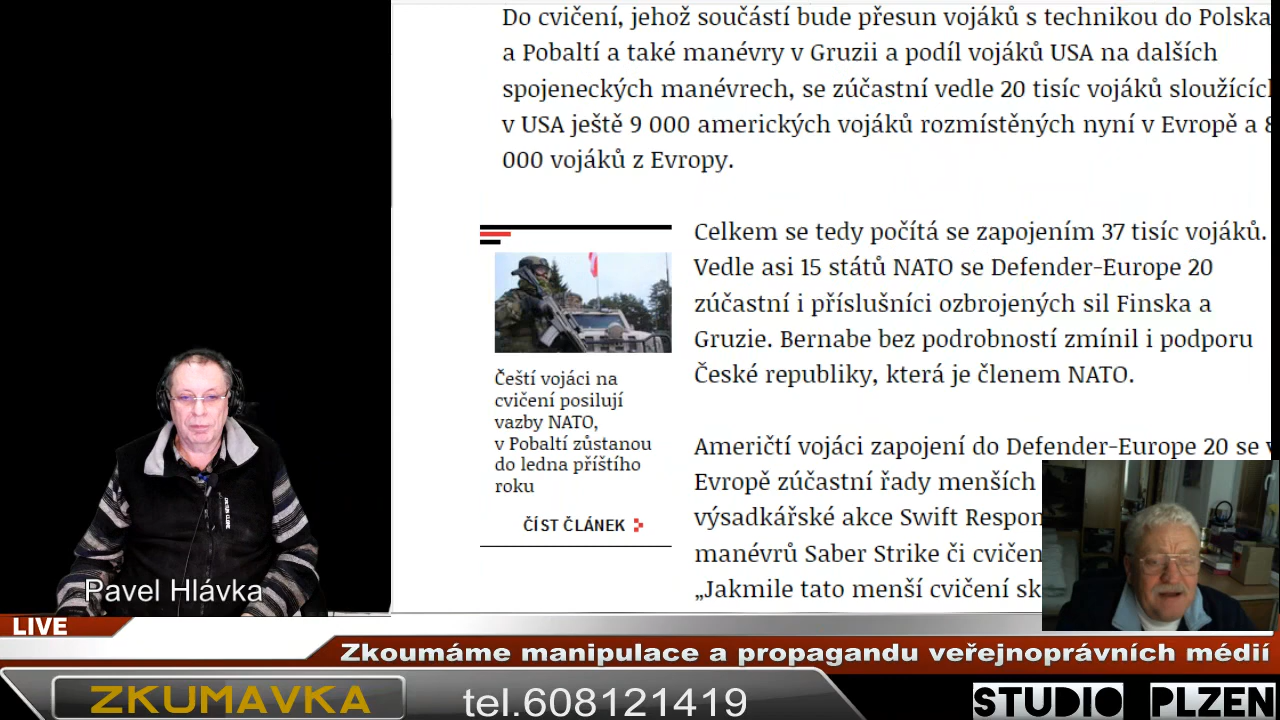 Do cvičení, jehož součástí bude přesun vojáků s technikou do Polska
a Pobaltí a také manévry v Gruzii a podíl vojáků USA na dalších
spojeneckých manévrech, se zúčastní vedle 20 tisíc vojáků sloužících
v USA ještě 9 000 amerických vojáků rozmístěných nyní v Evropě a 8
000 vojáků z Evropy.
Celkem se tedy počítá se zapojením 37 tisíc vojáků.
Vedle asi 15 států NATO se Defender-Europe 20
zúčastní i příslušníci ozbrojených sil Finska a
Gruzie. Bernabe bez podrobností zmínil i podporu
České republiky, která je členem NATO.
Čeští vojáci na
cvičení posilují
vazby NATO,
v Pobaltí zůstanou
do ledna příštího
roku
ČÍST ČLÁNEK
Američtí vojáci zapojení do Defender-Europe 20 se v
Evropě zúčastní řady menších
výsadkářské akce Swift Respon
manévrů Saber Strike či cvičen
„Jakmile tato menší cvičení sk
Pavel Hlávka
LIVE
Zkoumáme manipulace a propagandu veřejnoprávních médií
ZKUMAVKA
tel.608121419
STUDIO PLZEN